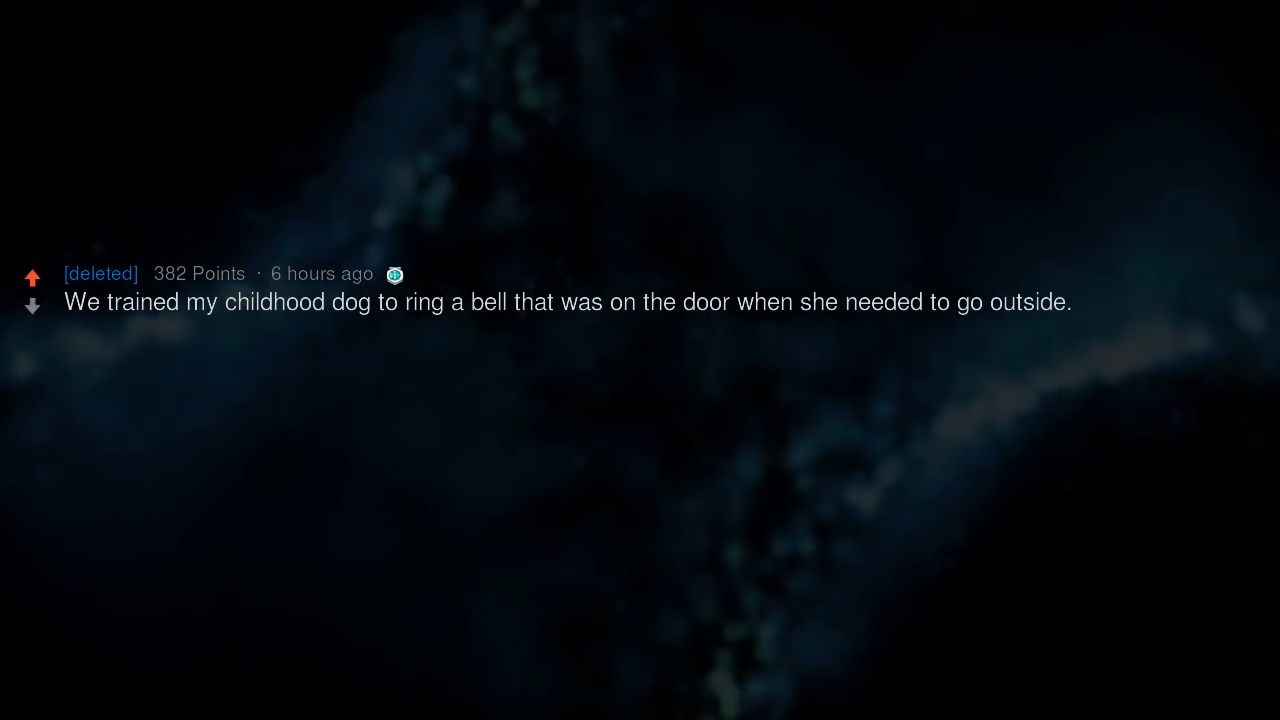 [deleted] 382 Points · 6 hours ago
We trained my childhood dog to ring a bell that was on the door when she needed to go outside.